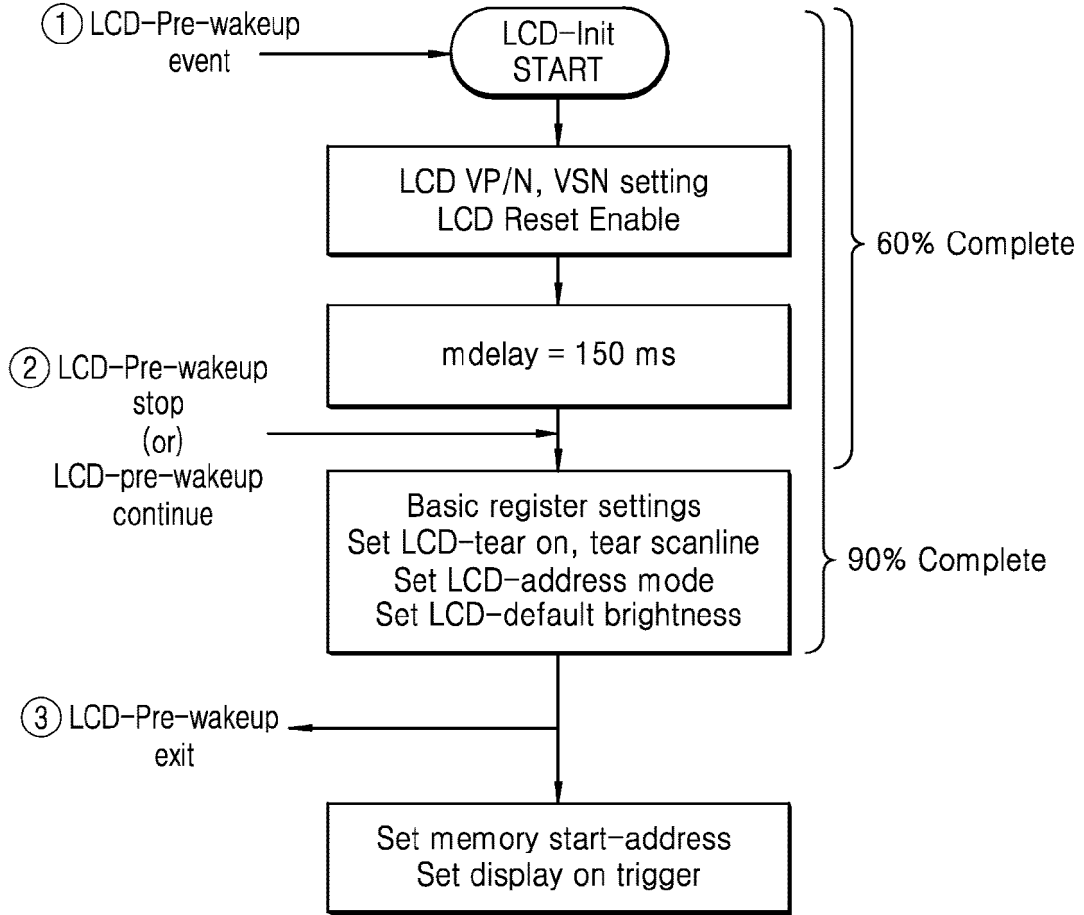 ① LCD-Pre-wakeup
event
LCD-Init
START
LCD VP/N, VSN setting
LCD Reset Enable
60% Complete
mdelay = 150 ms
② LCD-Pre-wakeup
stop
(or)
LCD-pre-wakeup
continue
Basic register settings
Set LCD-tear on, tear scanline
Set LCD-address mode
Set LCD-default brightness
90% Complete
③ LCD-Pre-wakeup
exit
Set memory start-address
Set display on trigger